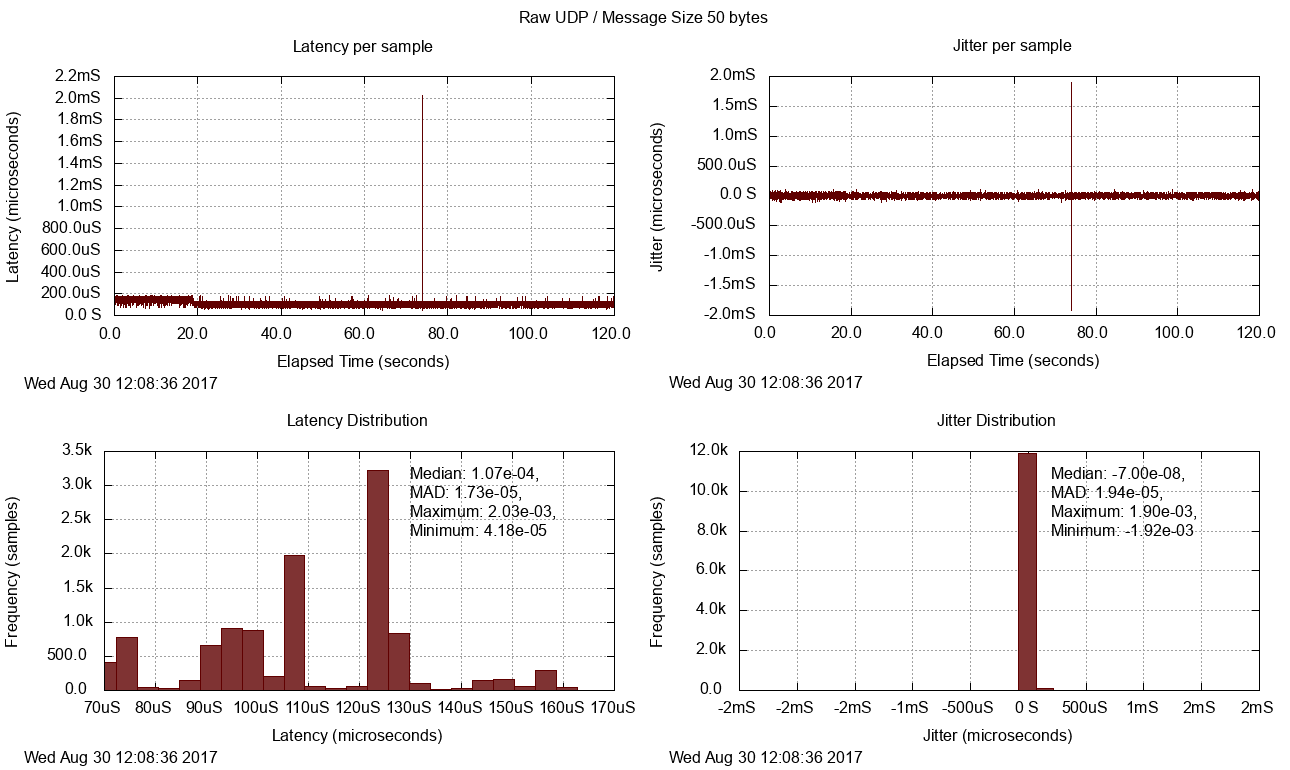 Raw UDP / Message Size 50 bytes
Latency per sample
2.2mS
2.0mS
1.8mS
1.6mS
1.4mS
1.2mS
1.0mS
800.0uS
600.0uS
400.0uS
200.0uS
0.0 S
Latency (microseconds)
0.0 20.0 40.0 60.0 80.0 100.0 120.0
Elapsed Time (seconds)
Wed Aug 30 12:08:36 2017
Jitter per sample
2.0mS
1.5mS
1.0mS
500.0uS
0.0 S
-500.0uS
-1.0mS
-1.5mS
-2.0mS
Jitter (microseconds)
0.0 20.0 40.0 60.0 80.0 100.0 120.0
Elapsed Time (seconds)
Wed Aug 30 12:08:36 2017
Latency Distribution
3.5k
3.0k
2.5k
2.0k
1.5k
1.0k
500.0
0.0
Frequency (samples)
Median: 1.07e-04,
MAD: 1.73e-05,
Maximum: 2.03e-03,
Minimum: 4.18e-05
70uS 80uS 90uS 100uS 110uS 120uS 130uS 140uS 150uS 160uS 170uS
Latency (microseconds)
Wed Aug 30 12:08:36 2017
Jitter Distribution
12.0k
10.0k
8.0k
6.0k
4.0k
2.0k
0.0
Frequency (samples)
Median: -7.00e-08,
MAD: 1.94e-05,
Maximum: 1.90e-03,
Minimum: -1.92e-03
-2mS -2mS -2mS -1mS -500uS 0 S 500uS 1mS 2mS 2mS
Jitter (microseconds)
Wed Aug 30 12:08:36 2017